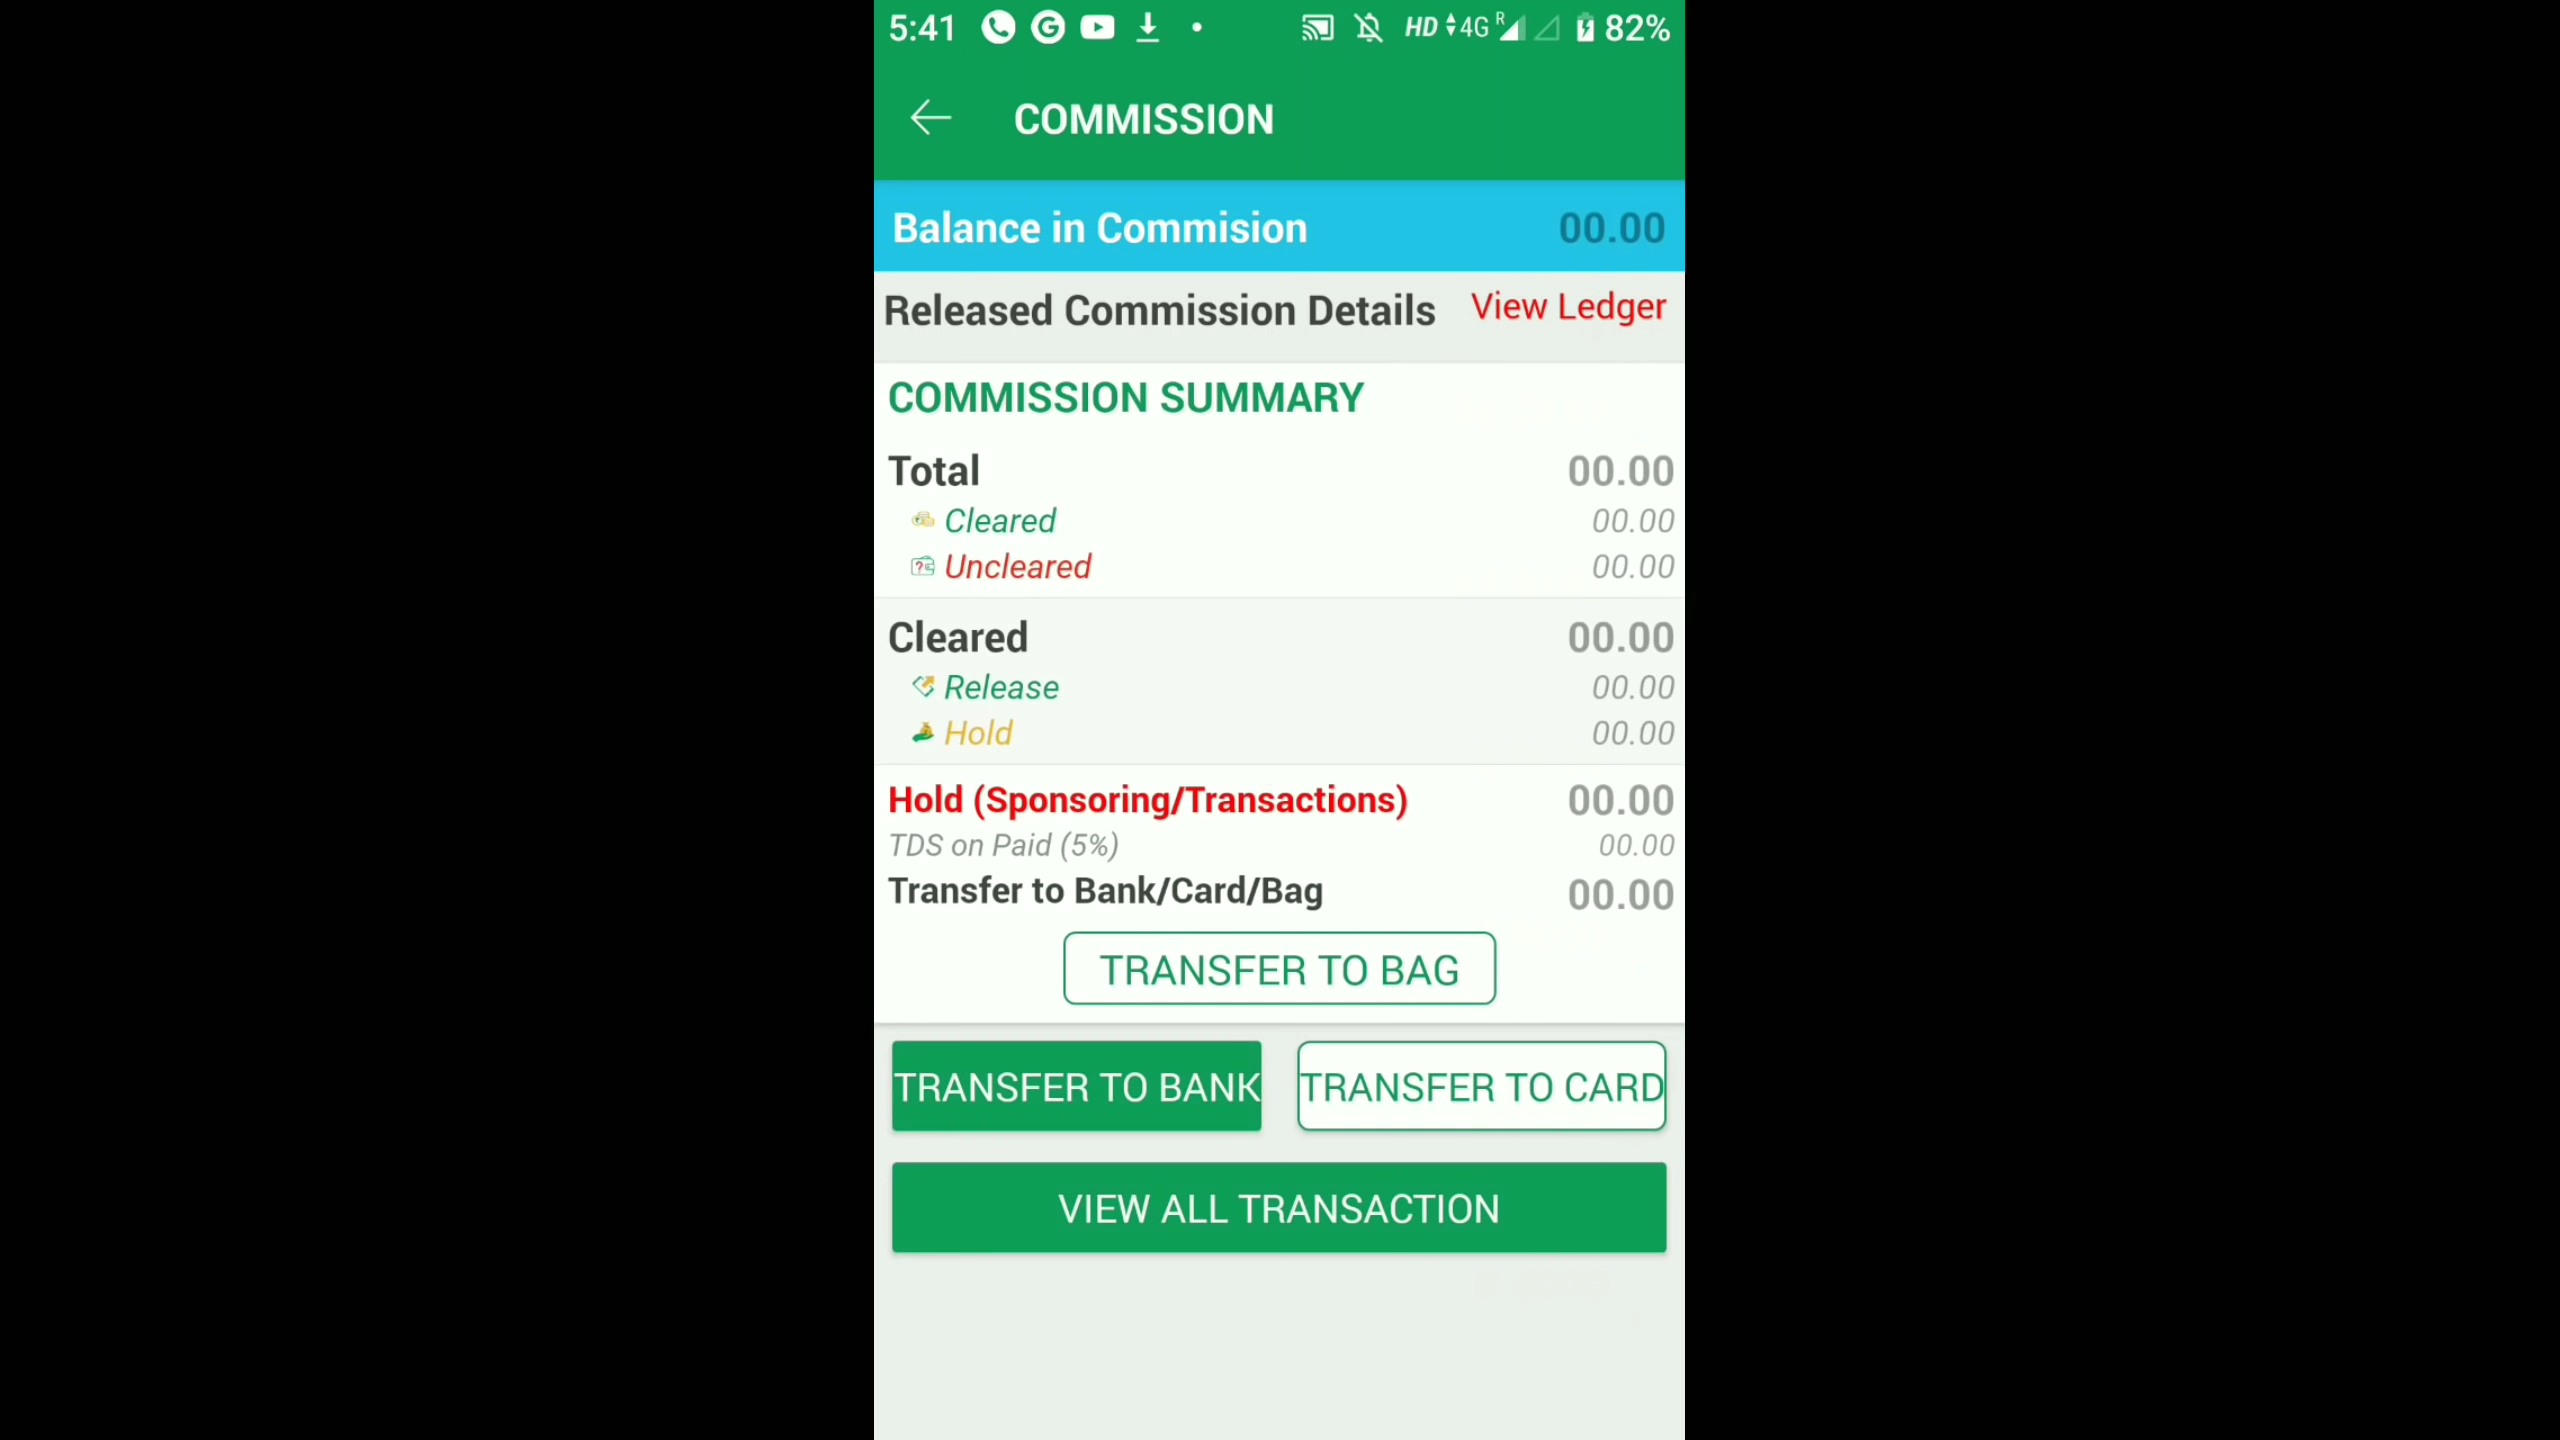 5:41 HD 4G R 82%
COMMISSION
Balance in Commision 00.00
Released Commission Details View Ledger
COMMISSION SUMMARY
Total 00.00
Cleared 00.00
Uncleared 00.00
Cleared 00.00
Release 00.00
Hold 00.00
Hold (Sponsoring/Transactions) 00.00
TDS on Paid (5%) 00.00
Transfer to Bank/Card/Bag 00.00
TRANSFER TO BAG
TRANSFER TO BANK TRANSFER TO CARD
VIEW ALL TRANSACTION